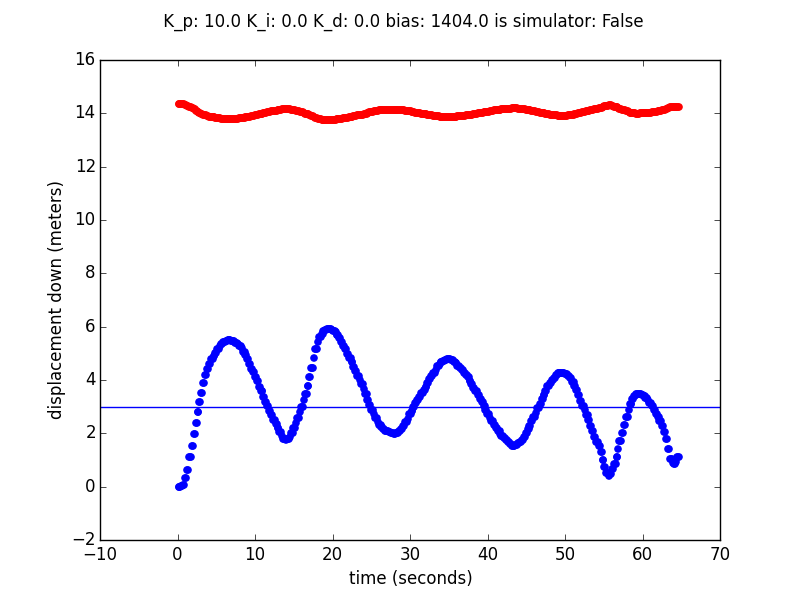 K_p: 10.0 K_i: 0.0 K_d: 0.0 bias: 1404.0 is simulator: False
16
14
12
10
8
6
4
2
0
−2
displacement down (meters)
−10 0 10 20 30 40 50 60 70
time (seconds)